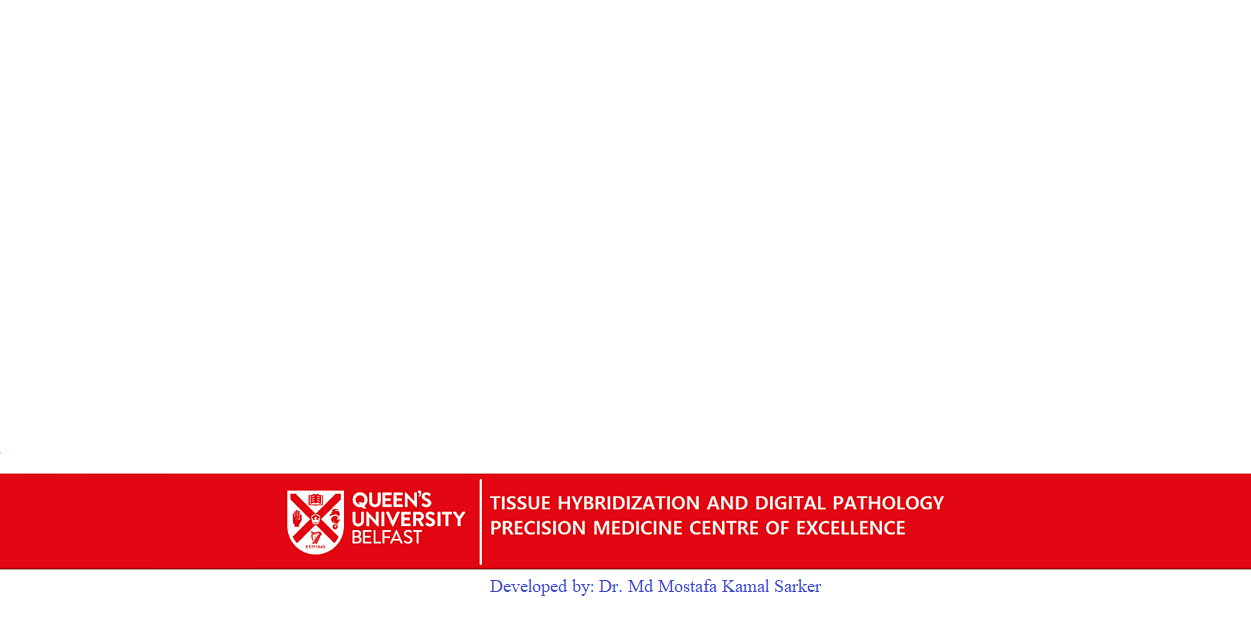 QUEEN'S
UNIVERSITY
BELFAST
ESTD1845
TISSUE HYBRIDIZATION AND DIGITAL PATHOLOGY
PRECISION MEDICINE CENTRE OF EXCELLENCE
Developed by: Dr. Md Mostafa Kamal Sarker